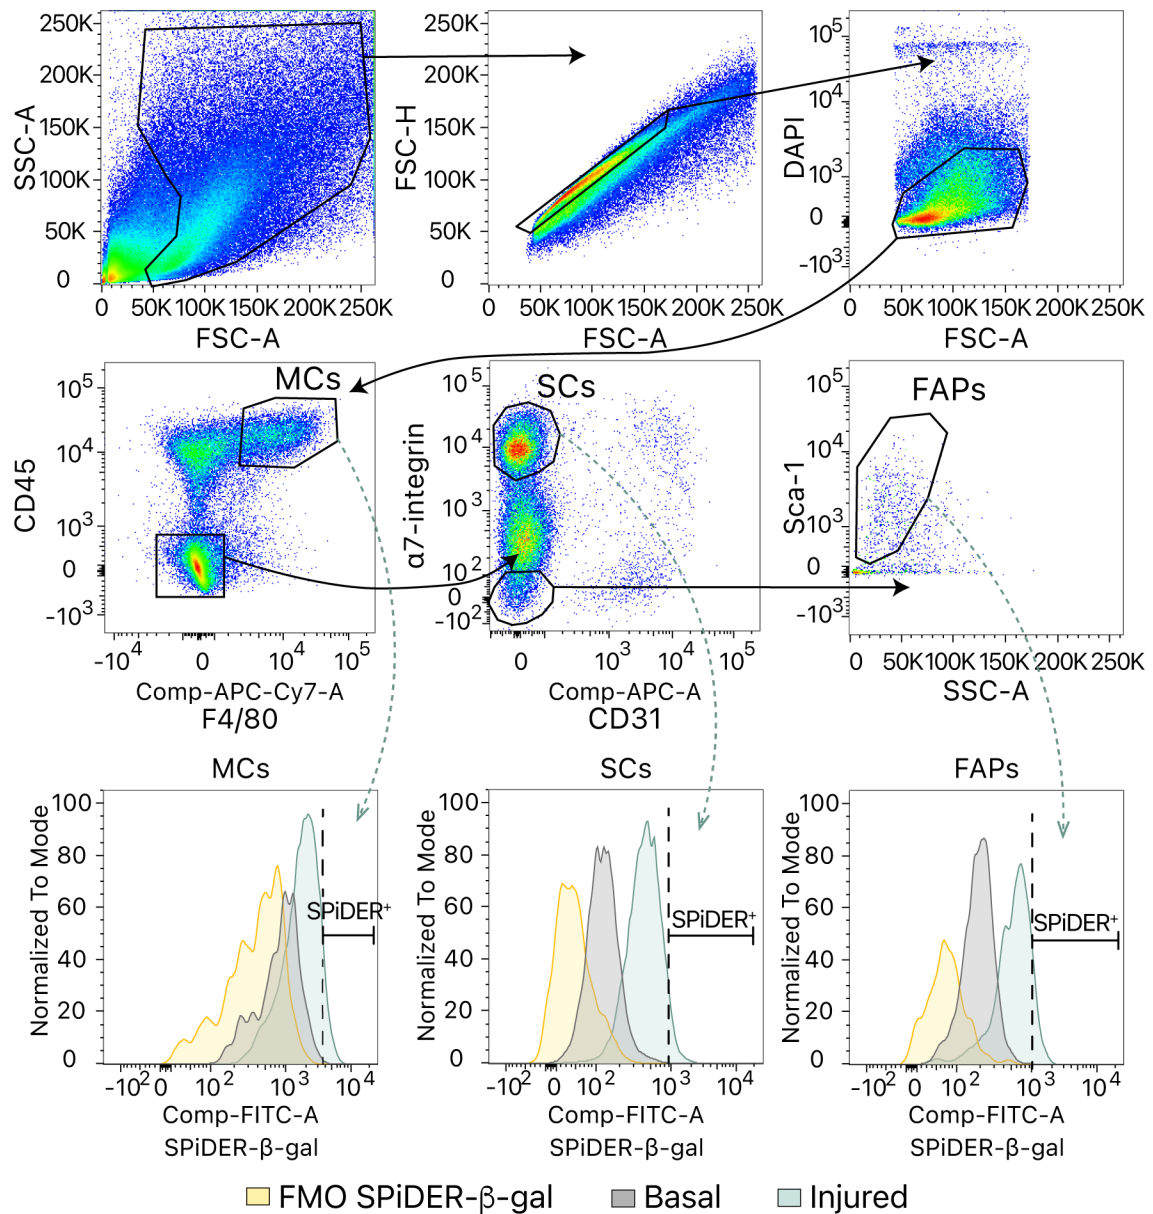 250K
200K
150K
100K
50K
0
SSC-A
0 50K 100K 150K 200K 250K
FSC-A
250K
200K
150K
100K
50K
0
FSC-H
0 50K 100K 150K 200K 250K
FSC-A
10⁵
10⁴
10³
0
-10³
DAPI
0 50K 100K 150K 200K 250K
FSC-A
MCs
10⁵
10⁴
10³
0
-10³
CD45
-10⁴ 0 10⁴ 10⁵
Comp-APC-Cy7-A
F4/80
SCs
10⁵
10⁴
10³
10²
0
-10²
α7-integrin
0 10³ 10⁴ 10⁵
Comp-APC-A
CD31
FAPs
10⁵
10⁴
10³
0
-10³
Sca-1
0 50K 100K 150K 200K 250K
SSC-A
MCs
100
80
60
40
20
0
Normalized To Mode
SPiDER⁺
-10² 0 10² 10³ 10⁴
Comp-FITC-A
SPiDER-β-gal
SCs
100
80
60
40
20
0
Normalized To Mode
SPiDER⁺
-10² 0 10² 10³ 10⁴
Comp-FITC-A
SPiDER-β-gal
FAPs
100
80
60
40
20
0
Normalized To Mode
SPiDER⁺
-10² 0 10² 10³ 10⁴
Comp-FITC-A
SPiDER-β-gal
FMO SPiDER-β-gal Basal Injured